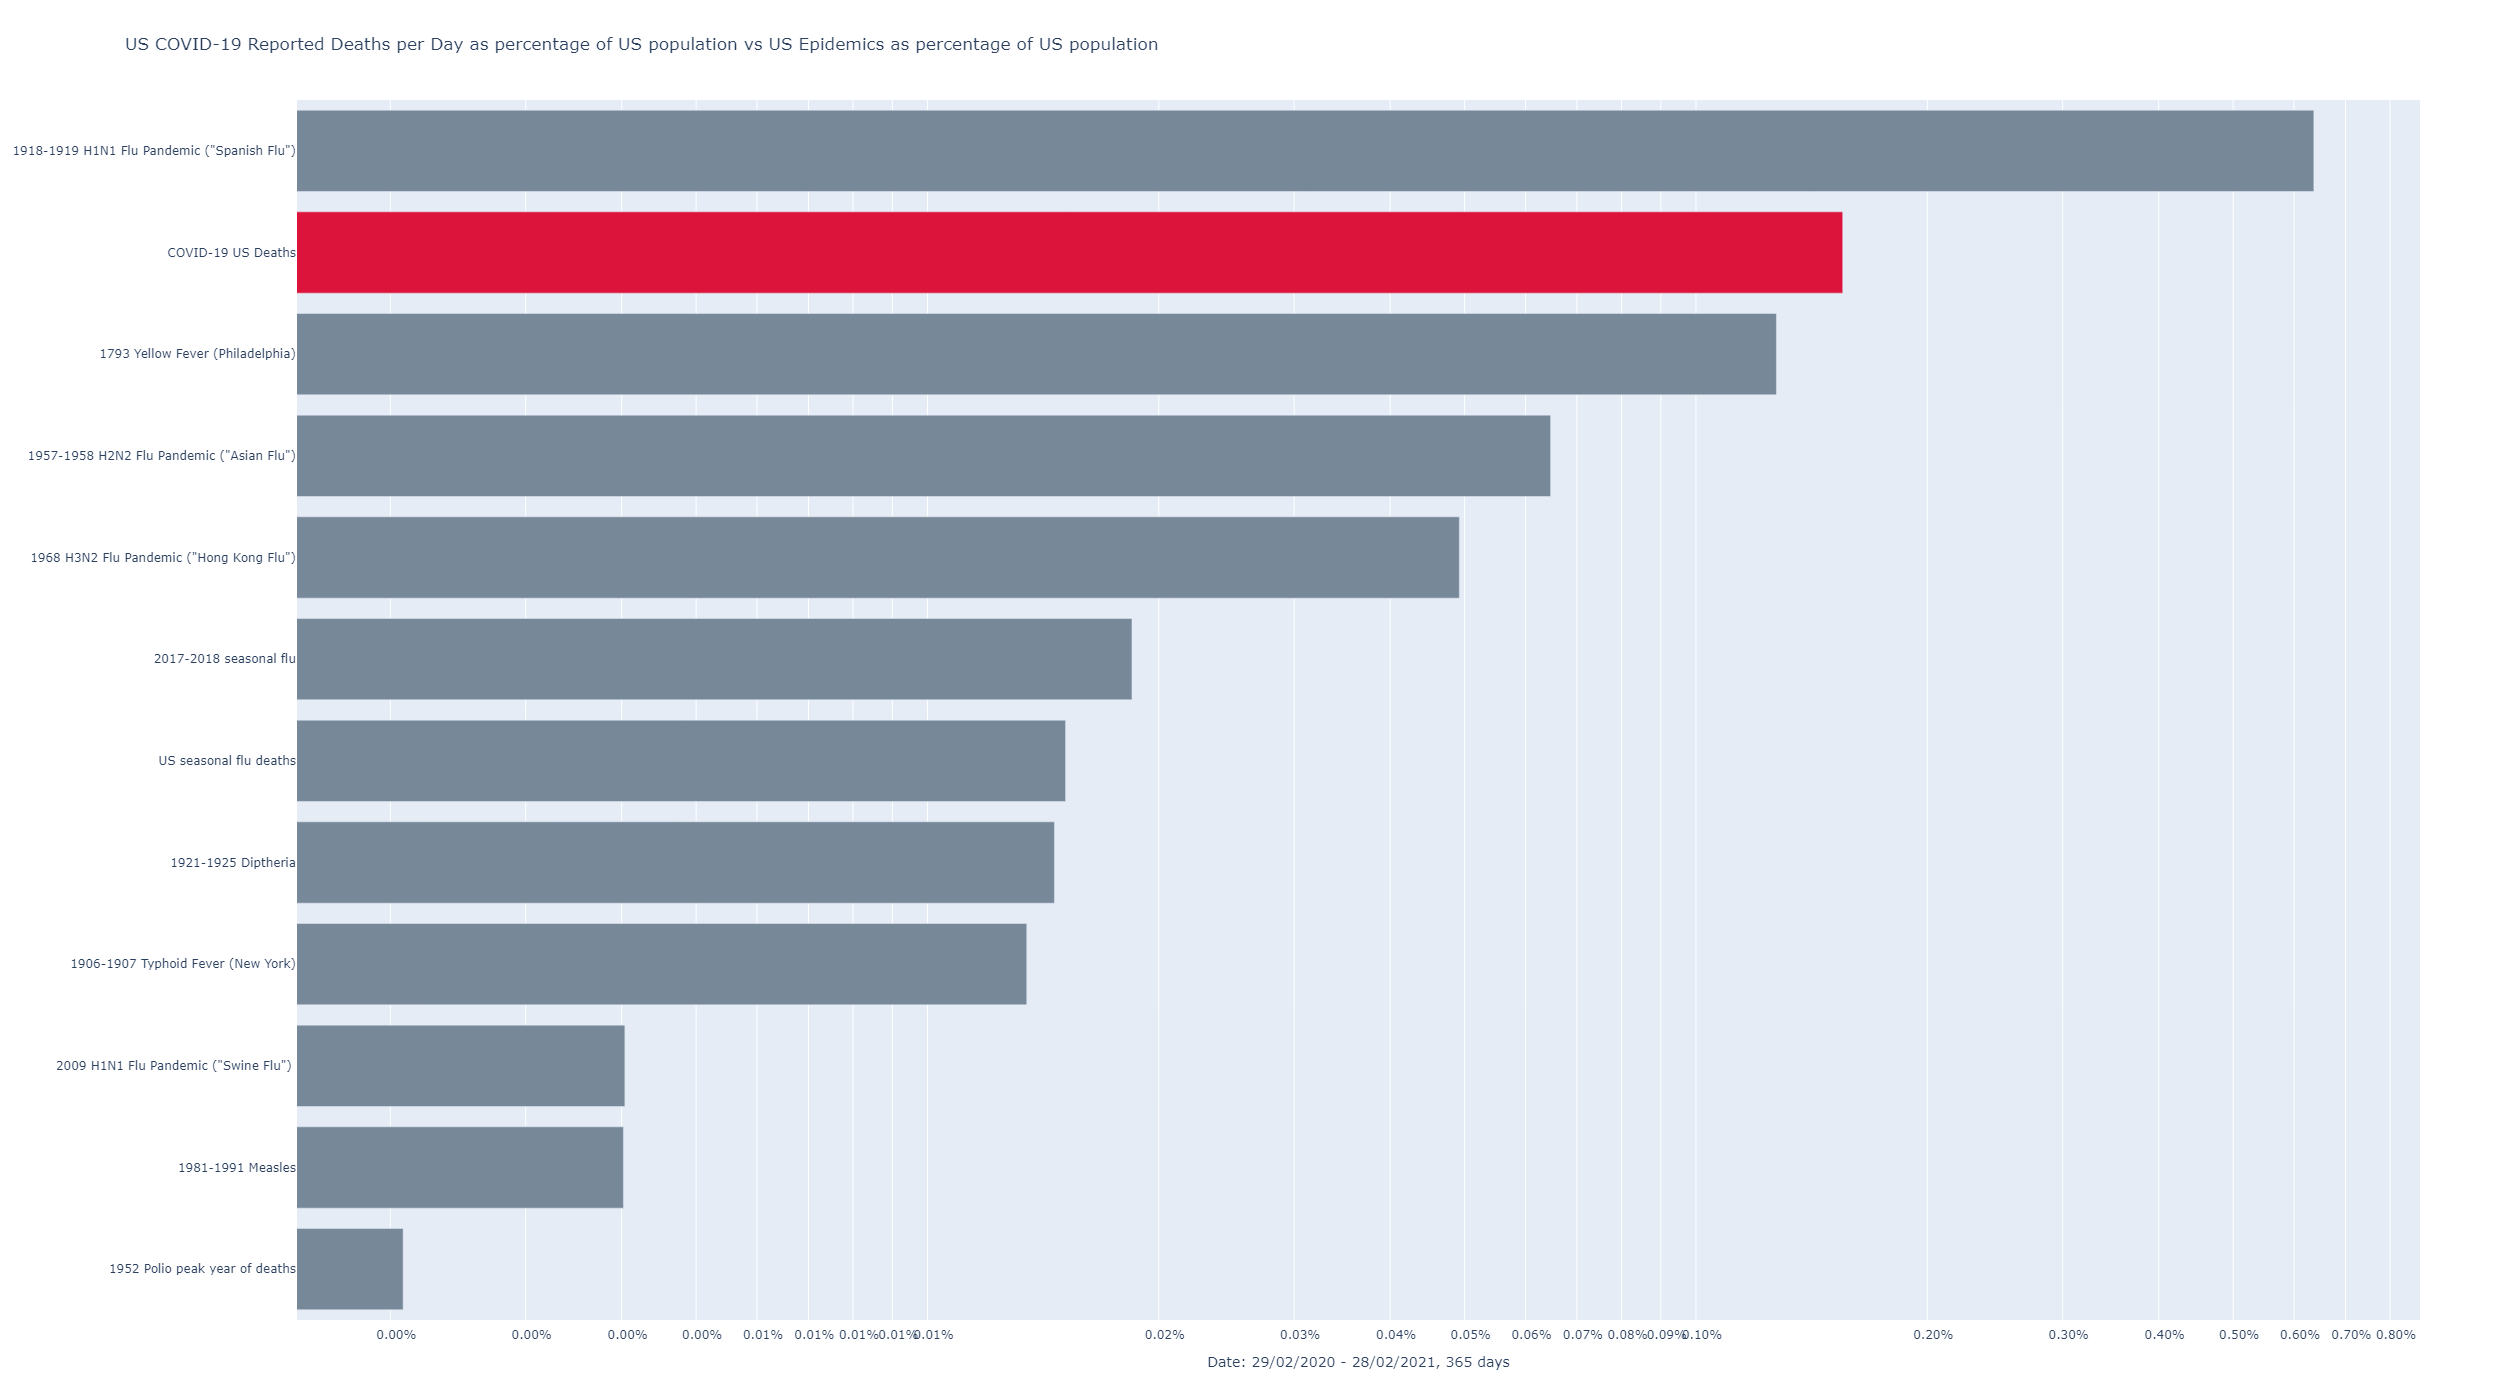 US COVID-19 Reported Deaths per Day as percentage of US population vs US Epidemics as percentage of US population
1918-1919 H1N1 Flu Pandemic ("Spanish Flu")
COVID-19 US Deaths
1793 Yellow Fever (Philadelphia)
1957-1958 H2N2 Flu Pandemic ("Asian Flu")
1968 H3N2 Flu Pandemic ("Hong Kong Flu")
2017-2018 seasonal flu
US seasonal flu deaths
1921-1925 Diptheria
1906-1907 Typhoid Fever (New York)
2009 H1N1 Flu Pandemic ("Swine Flu")
1981-1991 Measles
1952 Polio peak year of deaths
0.00% 0.00% 0.00% 0.00% 0.01% 0.01% 0.01% 0.01% 0.01% 0.02% 0.03% 0.04% 0.05% 0.06% 0.07% 0.08% 0.09% 0.10% 0.20% 0.30% 0.40% 0.50% 0.60% 0.70% 0.80%
Date: 29/02/2020 - 28/02/2021, 365 days